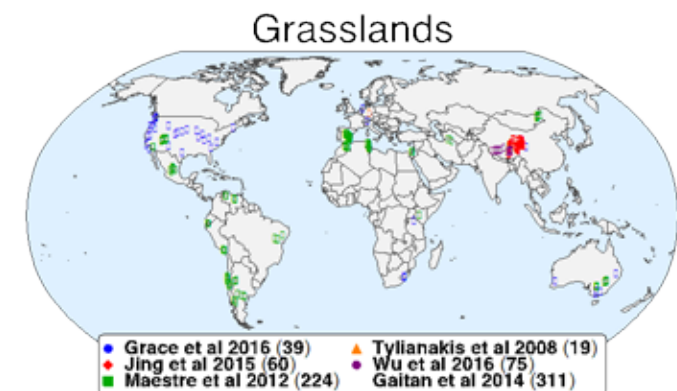 Grasslands
Grace et al 2016 (39)
Jing et al 2015 (60)
Maestre et al 2012 (224)
Tylianakis et al 2008 (19)
Wu et al 2016 (75)
Gaitan et al 2014 (311)